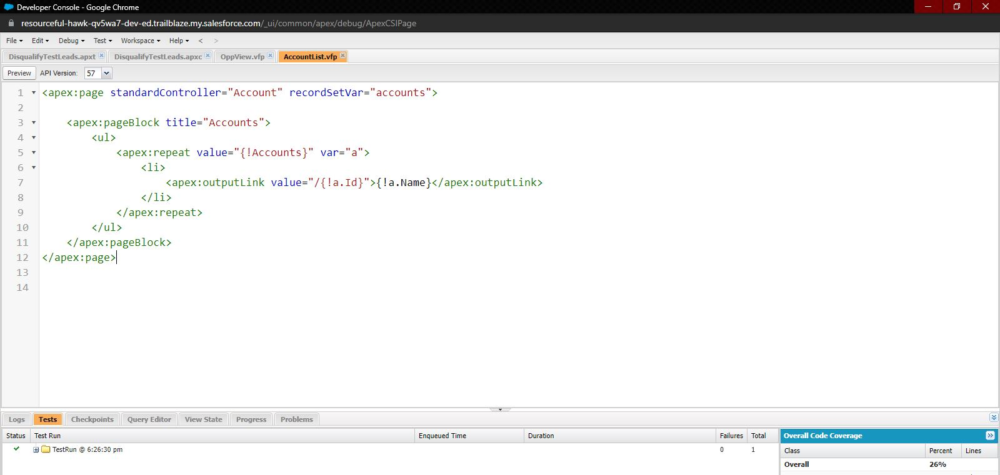 Developer Console - Google Chrome
resourceful-hawk-qv5wa7-dev-ed.trailblaze.my.salesforce.com/_ui/common/apex/debug/ApexCSIPage
File Edit Debug Test Workspace Help < >
DisqualifyTestLeads.apxt DisqualifyTestLeads.apxc OppView.vfp AccountList.vfp
Preview API Version: 57
1 <apex:page standardController="Account" recordSetVar="accounts">
2
3 <apex:pageBlock title="Accounts">
4 <ul>
5 <apex:repeat value="{!Accounts}" var="a">
6 <li>
7 <apex:outputLink value="/{!a.Id}">{!a.Name}</apex:outputLink>
8 </li>
9 </apex:repeat>
10 </ul>
11 </apex:pageBlock>
12 </apex:page>
13
14
Logs Tests Checkpoints Query Editor View State Progress Problems
Status Test Run Enqueued Time Duration Failures Total Overall Code Coverage
TestRun @ 6:26:30 pm 0 1 Class Percent Lines
Overall 26%